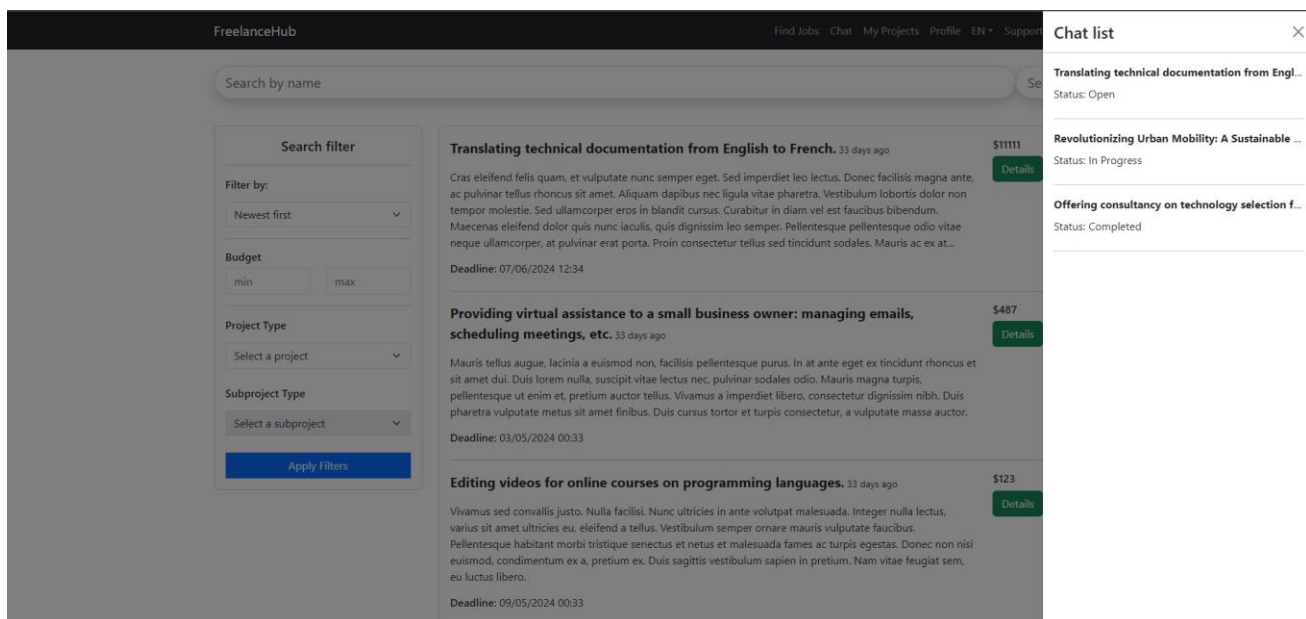 FreelanceHub
Find Jobs Chat My Projects Profile EN Support
Search by name
Se
Search filter
Filter by:
Newest first
Budget
min max
Project Type
Select a project
Subproject Type
Select a subproject
Apply Filters
Translating technical documentation from English to French. 33 days ago
$11111
Details
Cras eleifend felis quam, et vulputate nunc semper eget. Sed imperdiet leo lectus. Donec facilisis magna ante,
ac pulvinar tellus rhoncus sit amet. Aliquam dapibus nec ligula vitae pharetra. Vestibulum lobortis dolor non
tempor molestie. Sed ullamcorper eros in blandit cursus. Curabitur in diam vel est faucibus bibendum.
Maecenas eleifend dolor quis nunc iaculis, quis dignissim leo semper. Pellentesque pellentesque odio vitae
neque ullamcorper, at pulvinar erat porta. Proin consectetur tellus sed tincidunt sodales. Mauris ac ex at...
Deadline: 07/06/2024 12:34
Providing virtual assistance to a small business owner: managing emails,
scheduling meetings, etc. 33 days ago
$487
Details
Mauris tellus augue, lacinia a euismod non, facilisis pellentesque purus. In at ante eget ex tincidunt rhoncus et
sit amet dui. Duis lorem nulla, suscipit vitae lectus nec, pulvinar sodales odio. Mauris magna turpis,
pellentesque ut enim et, pretium auctor tellus. Vivamus a imperdiet libero, consectetur dignissim nibh. Duis
pharetra vulputate metus sit amet finibus. Duis cursus tortor et turpis consectetur, a vulputate massa auctor.
Deadline: 03/05/2024 00:33
Editing videos for online courses on programming languages. 33 days ago
$123
Details
Vivamus sed convallis justo. Nulla facilisi. Nunc ultricies in ante volutpat malesuada. Integer nulla lectus,
varius sit amet ultricies eu, eleifend a tellus. Vestibulum semper ornare mauris vulputate faucibus.
Pellentesque habitant morbi tristique senectus et netus et malesuada fames ac turpis egestas. Donec non nisi
euismod, condimentum ex a, pretium ex. Duis sagittis vestibulum sapien in pretium. Nam vitae feugiat sem,
eu luctus libero.
Deadline: 09/05/2024 00:33
Chat list
Translating technical documentation from Engl...
Status: Open
Revolutionizing Urban Mobility: A Sustainable ...
Status: In Progress
Offering consultancy on technology selection f...
Status: Completed